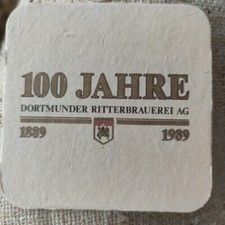 100 JAHRE
DORTMUNDER RITTERBRAUEREI AG
1889 1989